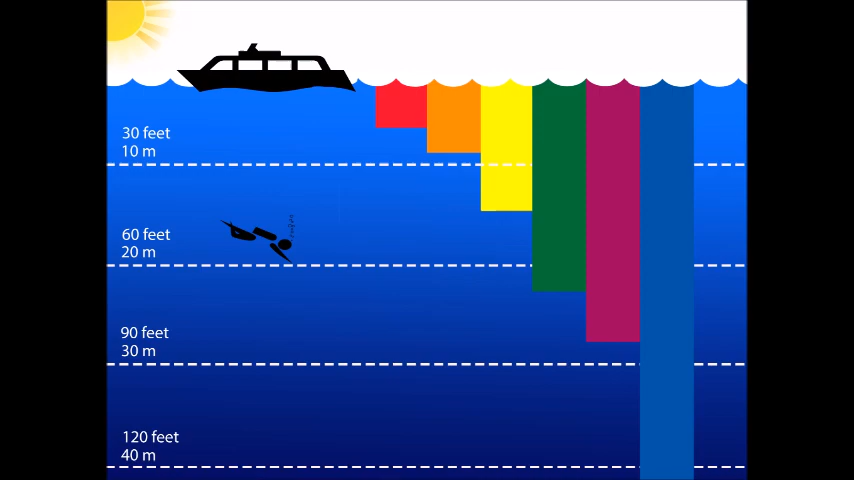 30 feet
10 m
60 feet
20 m
90 feet
30 m
120 feet
40 m